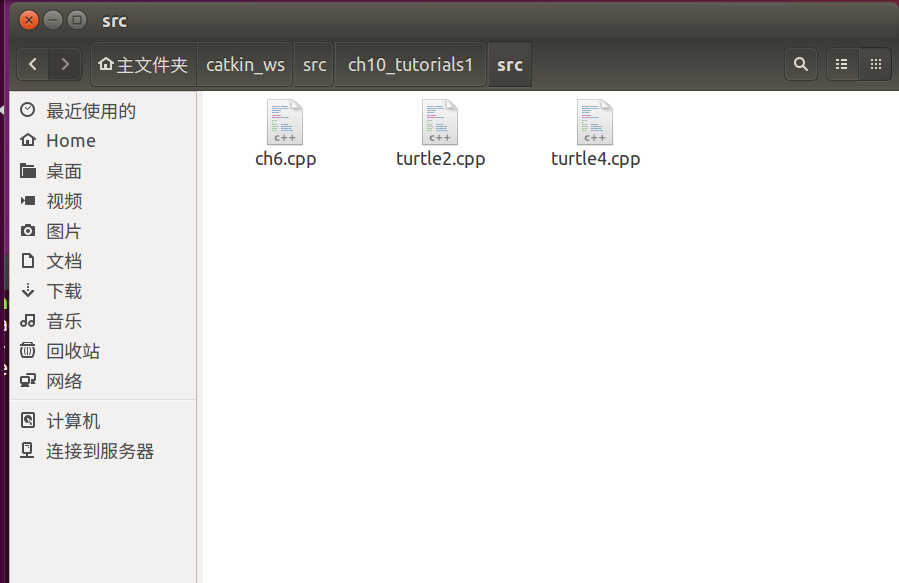 src
主文件夹 catkin_ws src ch10_tutorials1 src
最近使用的
Home
桌面
视频
图片
文档
下载
音乐
回收站
网络
计算机
连接到服务器
c++ c++ c++
ch6.cpp turtle2.cpp turtle4.cpp